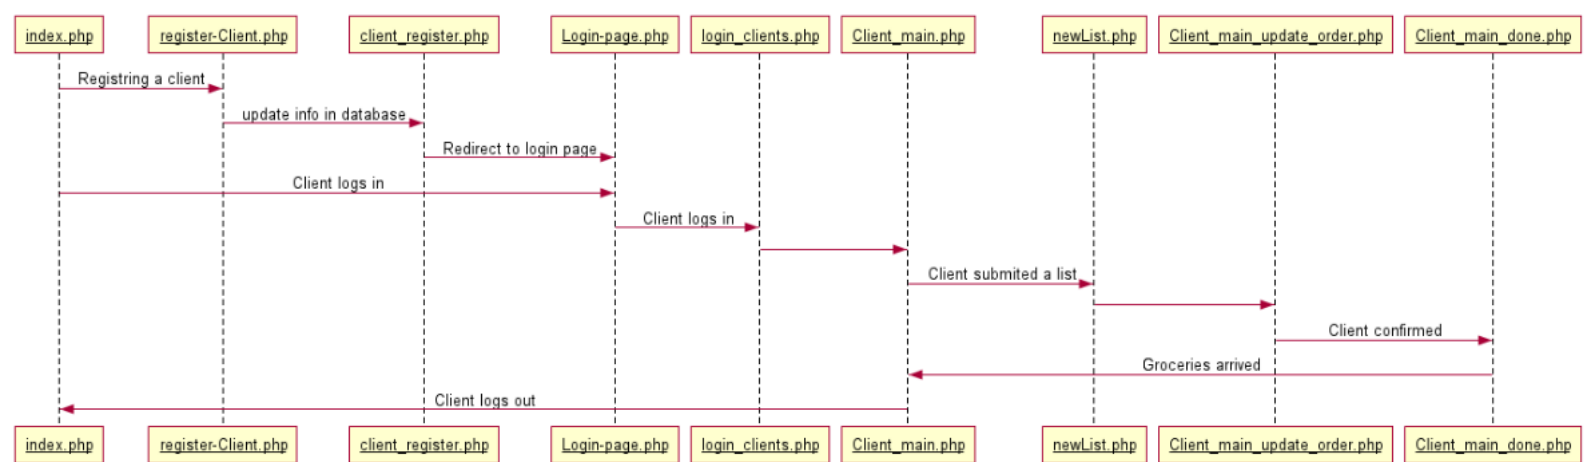 index.php
register-Client.php
client_register.php
Login-page.php
login_clients.php
Client_main.php
newList.php
Client_main_update_order.php
Client_main_done.php
Registring a client
update info in database
Redirect to login page
Client logs in
Client logs in
Client submited a list
Client confirmed
Groceries arrived
Client logs out
index.php
register-Client.php
client_register.php
Login-page.php
login_clients.php
Client_main.php
newList.php
Client_main_update_order.php
Client_main_done.php